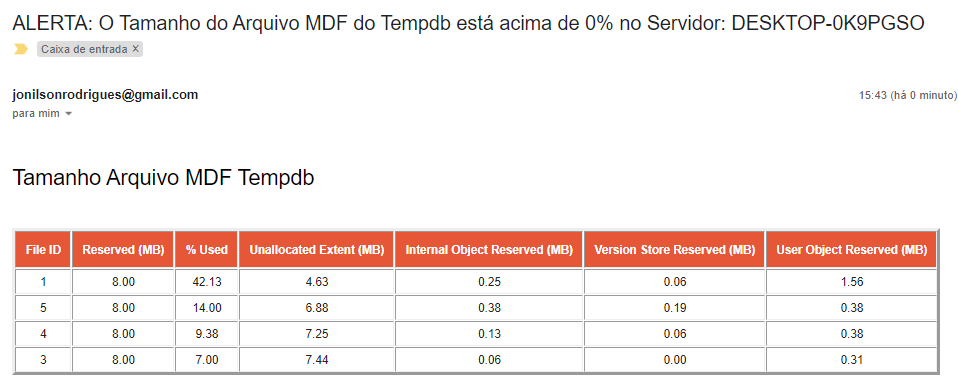 ALERTA: O Tamanho do Arquivo MDF do Tempdb está acima de 0% no Servidor: DESKTOP-0K9PGSO
Caixa de entrada ×
jonilsonrodrigues@gmail.com 15:43 (há 0 minuto)
para mim
Tamanho Arquivo MDF Tempdb
File ID Reserved (MB) % Used Unallocated Extent (MB) Internal Object Reserved (MB) Version Store Reserved (MB) User Object Reserved (MB)
1 8.00 42.13 4.63 0.25 0.06 1.56
5 8.00 14.00 6.88 0.38 0.19 0.38
4 8.00 9.38 7.25 0.13 0.06 0.38
3 8.00 7.00 7.44 0.06 0.00 0.31